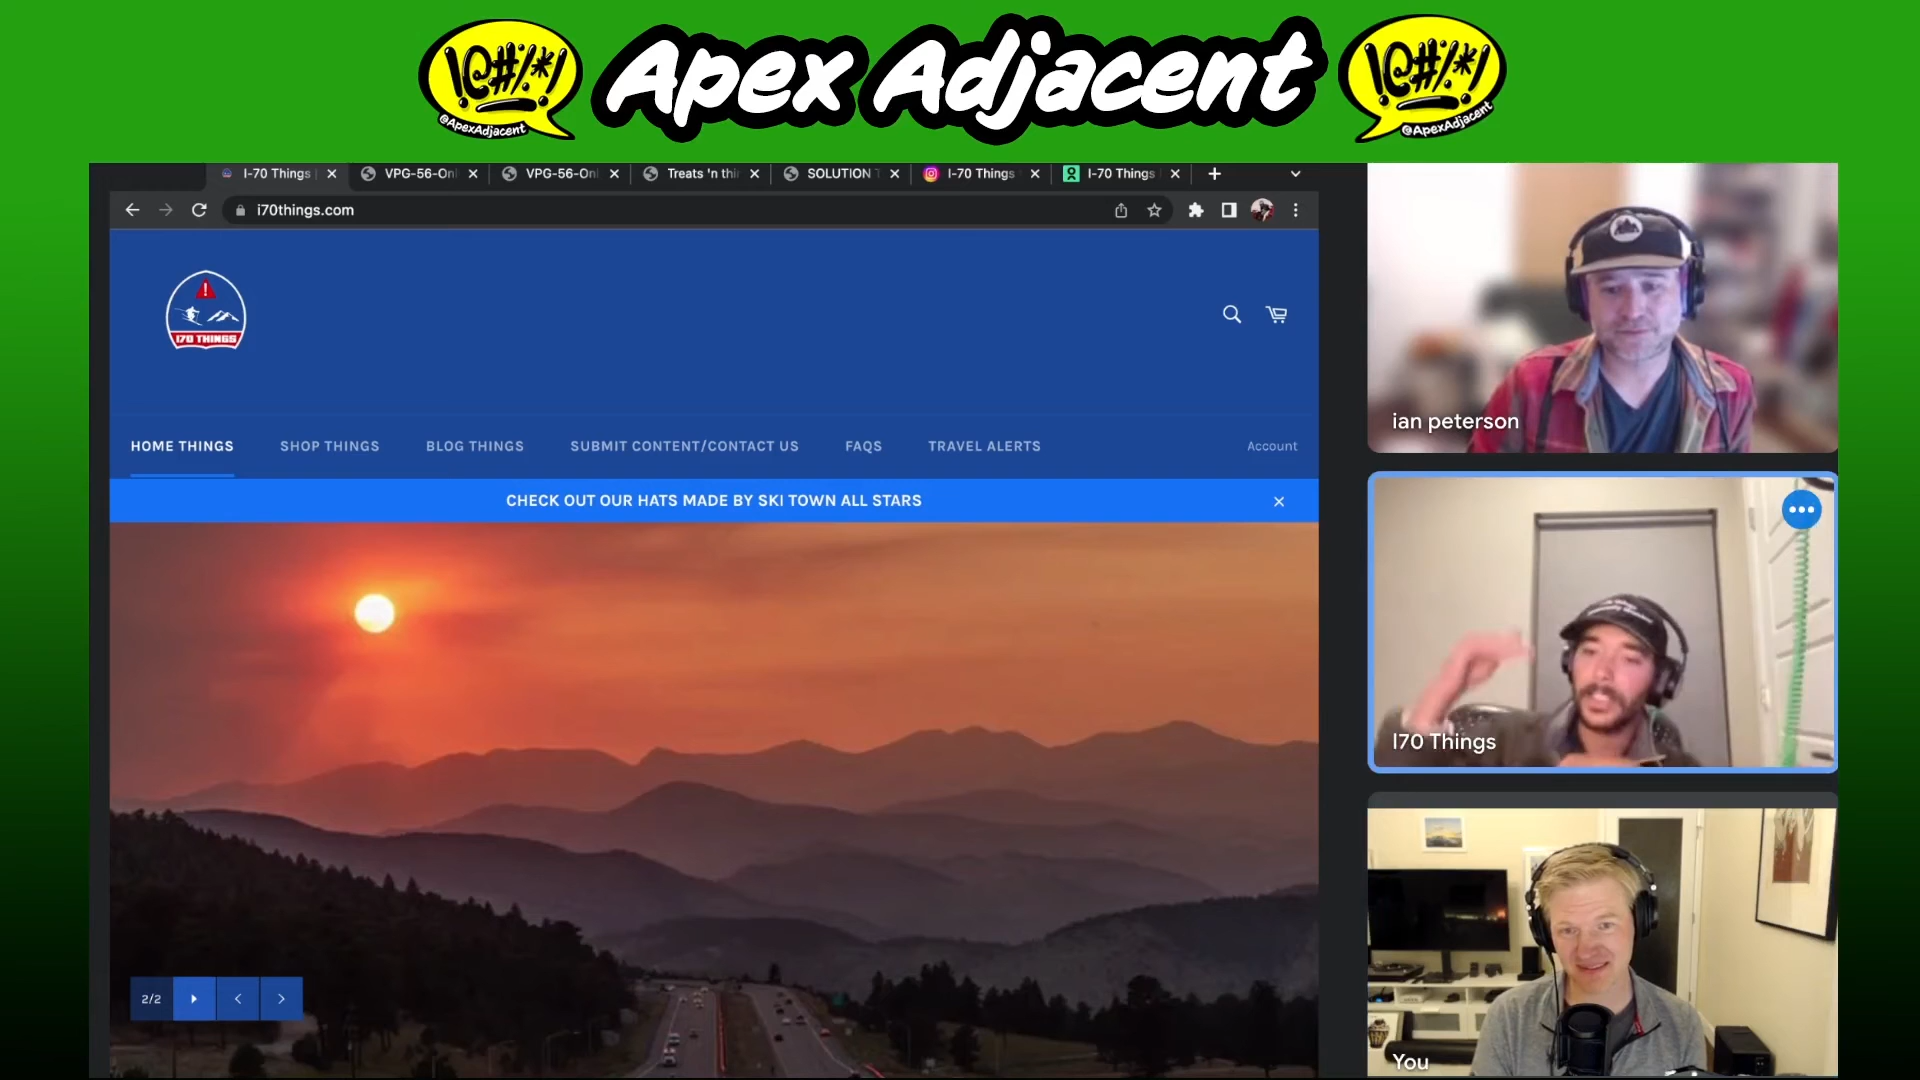 !@#/*!
@ApexAdjacent
Apex Adjacent
!@#/*!
@ApexAdjacent
I-70 Things
VPG-56-Onl
VPG-56-Onl
Treats 'n thin
SOLUTION
I-70 Things
I-70 Things
i70things.com
I70 THINGS
HOME THINGS
SHOP THINGS
BLOG THINGS
SUBMIT CONTENT/CONTACT US
FAQS
TRAVEL ALERTS
Account
CHECK OUT OUR HATS MADE BY SKI TOWN ALL STARS
2/2
ian peterson
I70 Things
You